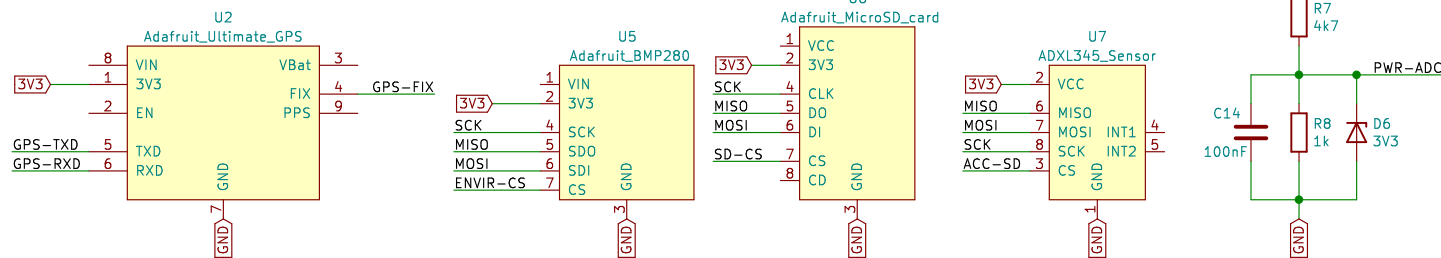 U2
Adafruit_Ultimate_GPS
8 VIN VBat 3
3V3 1 3V3
FIX 4 GPS-FIX
2 EN PPS 9
GPS-TXD 5 TXD
GPS-RXD 6 RXD
GND
7
GND
U5
Adafruit_BMP280
1 VIN
3V3 2 3V3
SCK 4 SCK
MISO 5 SDO
MOSI 6 SDI
ENVIR-CS 7 CS
GND
3
GND
Adafruit_MicroSD_card
1 VCC
3V3 2 3V3
SCK 4 CLK
MISO 5 DO
MOSI 6 DI
SD-CS 7 CS
8 CD
GND
3
GND
U7
ADXL345_Sensor
3V3 2 VCC
MISO 6 MISO
MOSI 7 MOSI INT1 4
SCK 8 SCK INT2 5
ACC-SD 3 CS
GND
1
GND
R7
4k7
PWR-ADC
C14
100nF
R8
1k
D6
3V3
GND